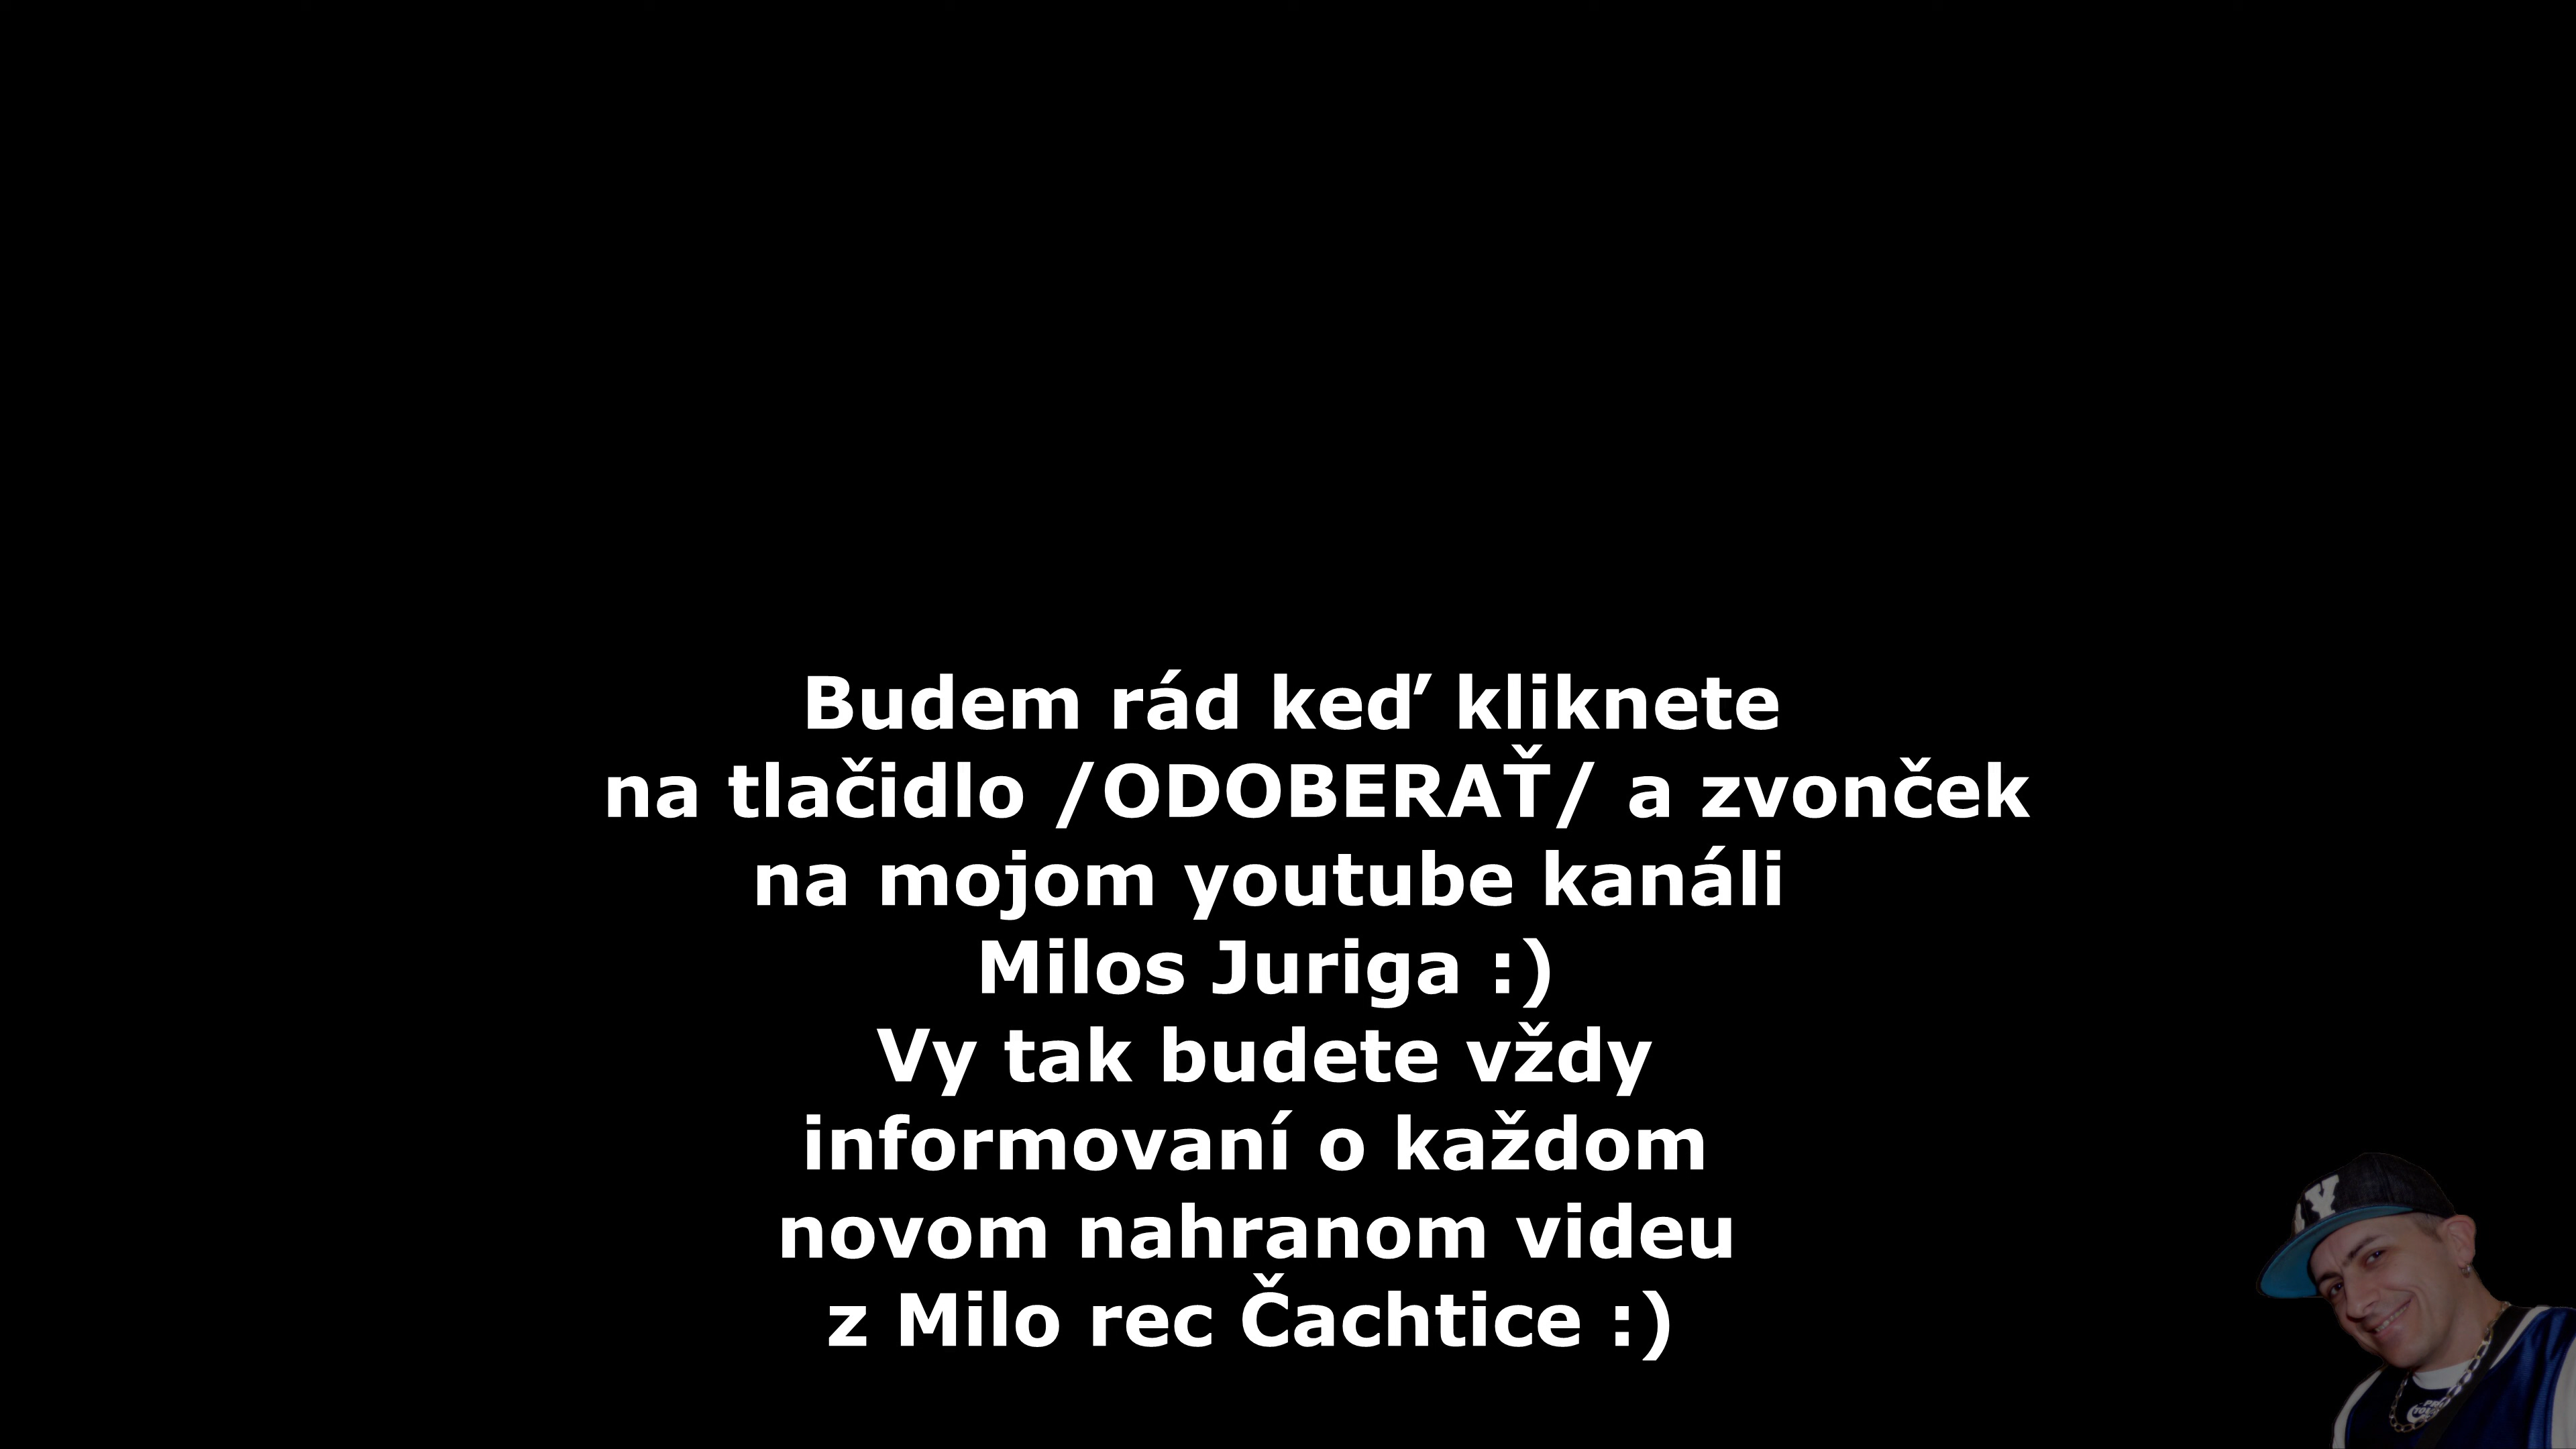 Budem rád keď kliknete
na tlačidlo /ODOBERAŤ/ a zvonček
na mojom youtube kanáli
Milos Juriga :)
Vy tak budete vždy
informovaní o každom
novom nahranom videu
z Milo rec Čachtice :)